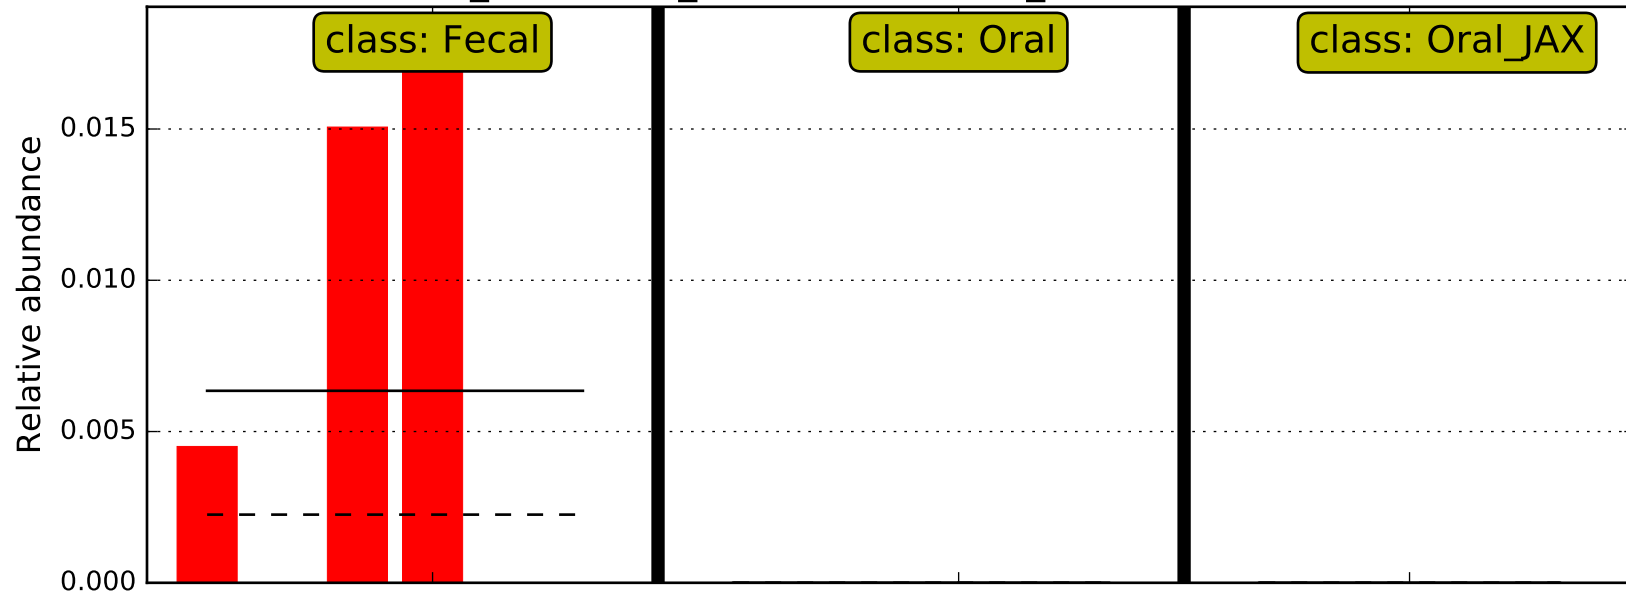 class: Fecal
class: Oral
class: Oral_JAX
Relative abundance
0.015
0.010
0.005
0.000